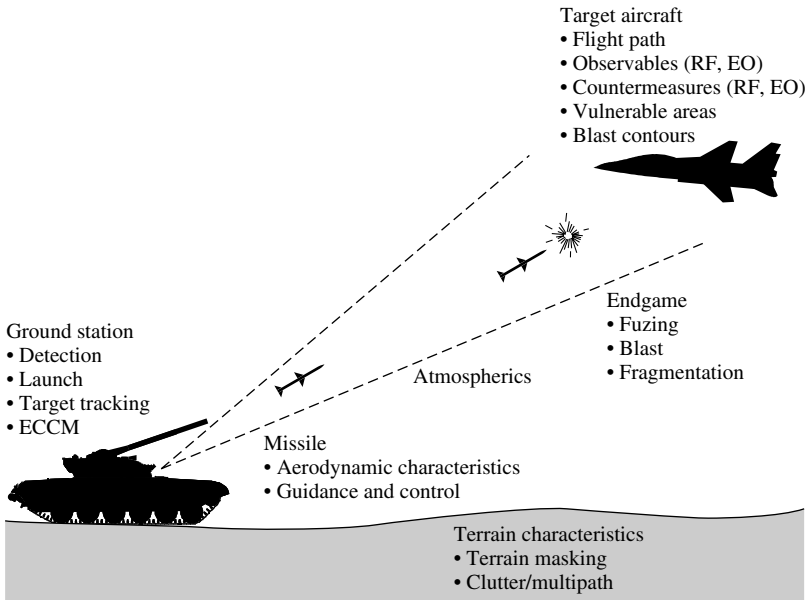 Target aircraft
• Flight path
• Observables (RF, EO)
• Countermeasures (RF, EO)
• Vulnerable areas
• Blast contours
Endgame
• Fuzing
• Blast
• Fragmentation
Ground station
• Detection
• Launch
• Target tracking
• ECCM
Atmospherics
Missile
• Aerodynamic characteristics
• Guidance and control
Terrain characteristics
• Terrain masking
• Clutter/multipath